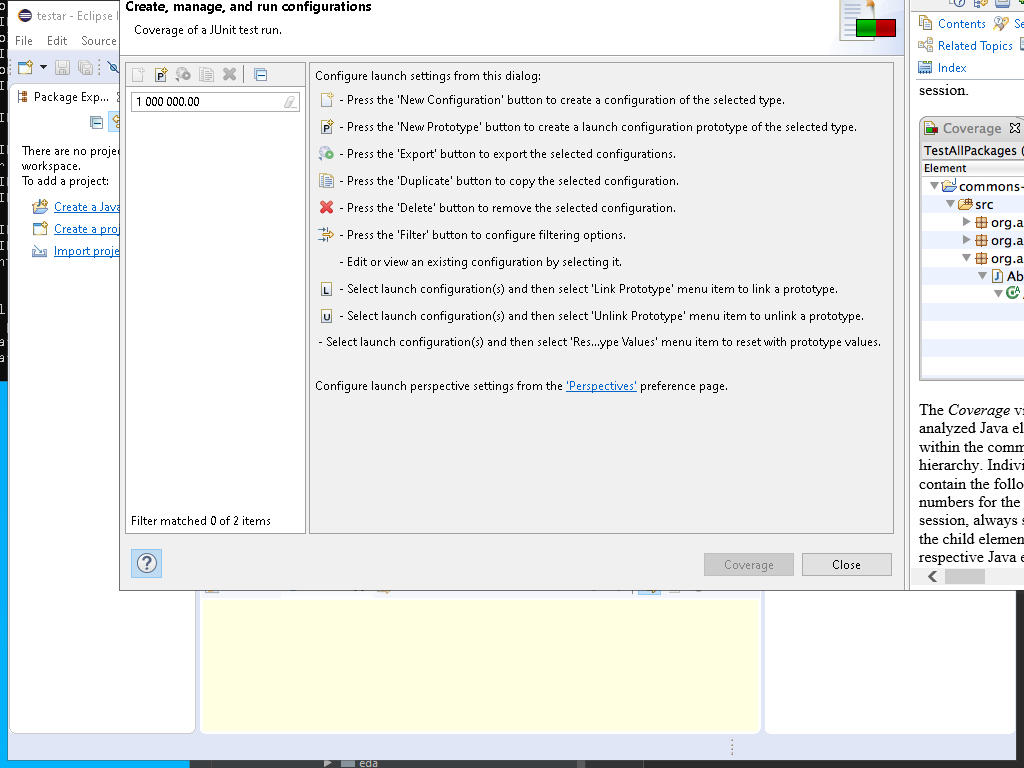 Create, manage, and run configurations
Coverage of a JUnit test run.
testar - Eclipse
File Edit Source
Package Exp...
There are no
workspace.
To add a project:
Create a Java
Create a
Import
1 000 000.00
Filter matched 0 of 2 items
Configure launch settings from this dialog:
- Press the 'New Configuration' button to create a configuration of the selected type.
- Press the 'New Prototype' button to create a launch configuration prototype of the selected type.
- Press the 'Export' button to export the selected configurations.
- Press the 'Duplicate' button to copy the selected configuration.
- Press the 'Delete' button to remove the selected configuration.
- Press the 'Filter' button to configure filtering options.
- Edit or view an existing configuration by selecting it.
L - Select launch configuration(s) and then select 'Link Prototype' menu item to link a prototype.
U - Select launch configuration(s) and then select 'Unlink Prototype' menu item to unlink a prototype.
- Select launch configuration(s) and then select 'Res...ype Values' menu item to reset with prototype values.
Configure launch perspective settings from the 'Perspectives' preference page.
Coverage Close
Contents
Related Topics
Index
session.
Coverage
TestAllPackages (
Element
commons-
src
org.a
org.a
org.a
Ab
The Coverage
analyzed Java
within the
hierarchy.
contain the
numbers for the
session, always
the child
respective Java
eda